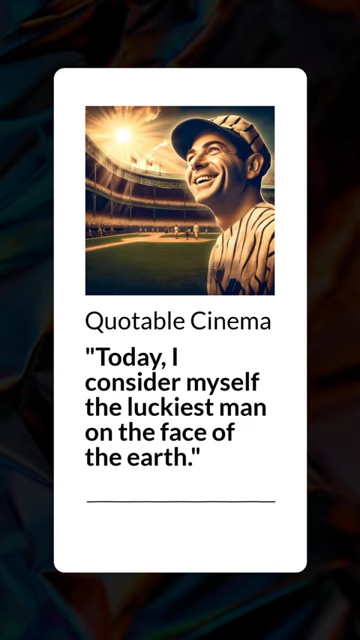 Quotable Cinema
"Today, I
consider myself
the luckiest man
on the face of
the earth."